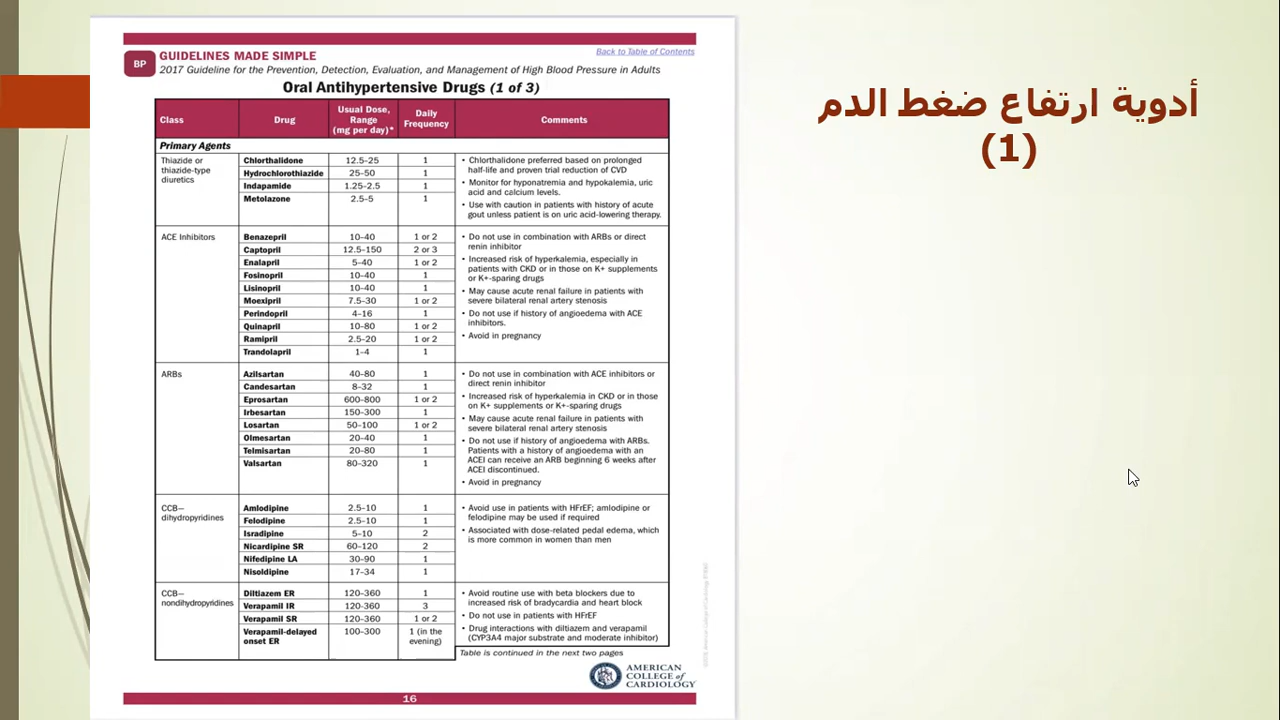 Back to Table of Contents
BP
GUIDELINES MADE SIMPLE
2017 Guideline for the Prevention, Detection, Evaluation, and Management of High Blood Pressure in Adults
Oral Antihypertensive Drugs (1 of 3)
Class Drug Usual Dose, Range (mg per day)* Daily Frequency Comments
Primary Agents
Thiazide or
thiazide-type
diuretics
Chlorthalidone 12.5–25 1
Hydrochlorothiazide 25–50 1
Indapamide 1.25–2.5 1
Metolazone 2.5–5 1
• Chlorthalidone preferred based on prolonged
half-life and proven trial reduction of CVD
• Monitor for hyponatremia and hypokalemia, uric
acid and calcium levels.
• Use with caution in patients with history of acute
gout unless patient is on uric acid-lowering therapy.
ACE Inhibitors
Benazepril 10–40 1 or 2
Captopril 12.5–150 2 or 3
Enalapril 5–40 1 or 2
Fosinopril 10–40 1
Lisinopril 10–40 1
Moexipril 7.5–30 1 or 2
Perindopril 4–16 1
Quinapril 10–80 1 or 2
Ramipril 2.5–20 1 or 2
Trandolapril 1–4 1
• Do not use in combination with ARBs or direct
renin inhibitor
• Increased risk of hyperkalemia, especially in
patients with CKD or in those on K+ supplements
or K+-sparing drugs
• May cause acute renal failure in patients with
severe bilateral renal artery stenosis
• Do not use if history of angioedema with ACE
inhibitors.
• Avoid in pregnancy
ARBs
Azilsartan 40–80 1
Candesartan 8–32 1
Eprosartan 600–800 1 or 2
Irbesartan 150–300 1
Losartan 50–100 1 or 2
Olmesartan 20–40 1
Telmisartan 20–80 1
Valsartan 80–320 1
• Do not use in combination with ACE inhibitors or
direct renin inhibitor
• Increased risk of hyperkalemia in CKD or in those
on K+ supplements or K+-sparing drugs
• May cause acute renal failure in patients with
severe bilateral renal artery stenosis
• Do not use if history of angioedema with ARBs.
Patients with a history of angioedema with an
ACEI can receive an ARB beginning 6 weeks after
ACEI discontinued.
• Avoid in pregnancy
CCB—
dihydropyridines
Amlodipine 2.5–10 1
Felodipine 2.5–10 1
Isradipine 5–10 2
Nicardipine SR 60–120 2
Nifedipine LA 30–90 1
Nisoldipine 17–34 1
• Avoid use in patients with HFrEF; amlodipine or
felodipine may be used if required
• Associated with dose-related pedal edema, which
is more common in women than men
CCB—
nondihydropyridines
Diltiazem ER 120–360 1
Verapamil IR 120–360 3
Verapamil SR 120–360 1 or 2
Verapamil-delayed onset ER 100–300 1 (in the evening)
• Avoid routine use with beta blockers due to
increased risk of bradycardia and heart block
• Do not use in patients with HFrEF
• Drug interactions with diltiazem and verapamil
(CYP3A4 major substrate and moderate inhibitor)
Table is continued in the next two pages
AMERICAN
COLLEGE of
CARDIOLOGY
16
أدوية ارتفاع ضغط الدم
(1)